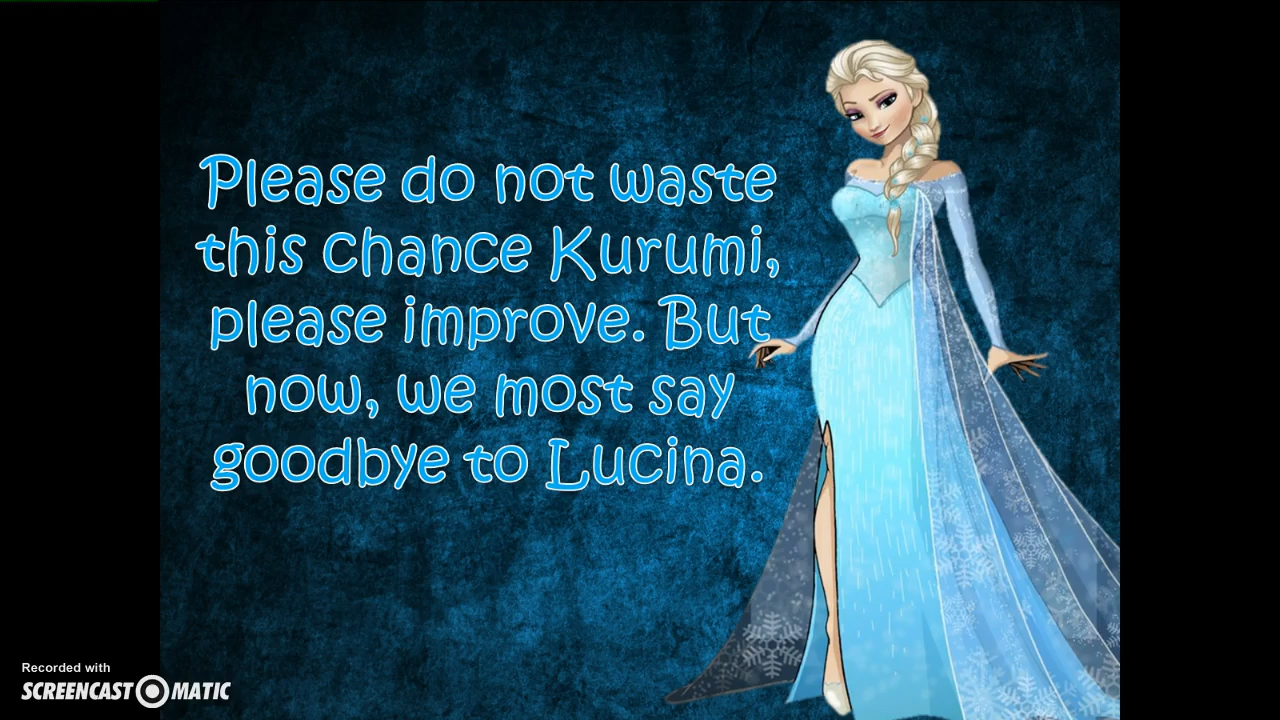 Please do not waste
this chance Kurumi,
please improve. But
now, we most say
goodbye to Lucina.
Recorded with
SCREENCAST MATIC